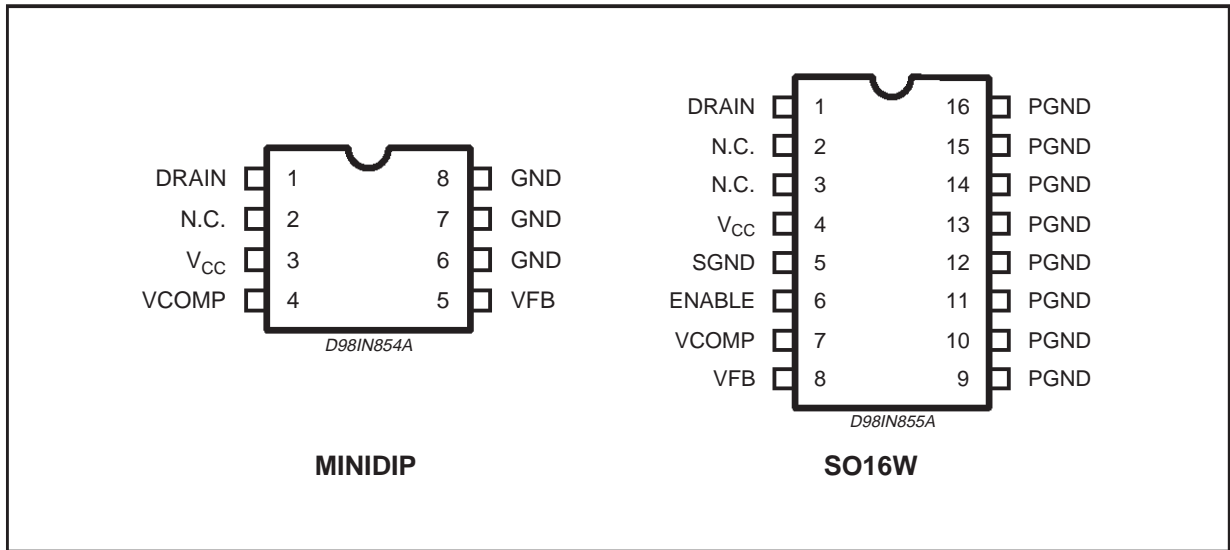 DRAIN 1 8 GND
N.C. 2 7 GND
VCC 3 6 GND
VCOMP 4 5 VFB
D98IN854A
MINIDIP
DRAIN 1 16 PGND
N.C. 2 15 PGND
N.C. 3 14 PGND
VCC 4 13 PGND
SGND 5 12 PGND
ENABLE 6 11 PGND
VCOMP 7 10 PGND
VFB 8 9 PGND
D98IN855A
SO16W